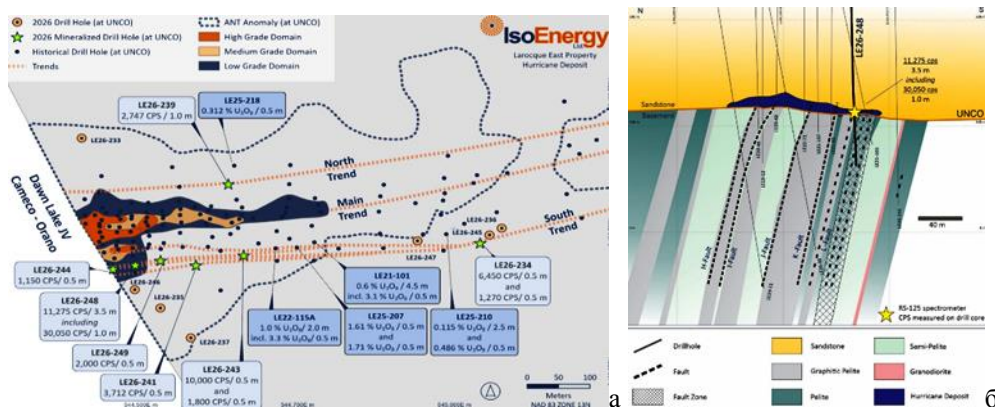 2026 Drill Hole (at UNCO)
2026 Mineralized Drill Hole (at UNCO)
Historical Drill Hole (at UNCO)
Trends
ANT Anomaly (at UNCO)
High Grade Domain
Medium Grade Domain
Low Grade Domain
IsoEnergy
Ltd
Larocque East Property
Hurricane Deposit
LE26-239
2,747 CPS / 1.0 m
LE25-218
0.312 % U₃O₈ / 0.5 m
LE26-233
North
Trend
Main
Trend
South
Trend
Dawn Lake JV
Cameco - Orano
LE26-236
LE26-245
LE26-247
LE26-234
6,450 CPS/ 0.5 m
and
1,270 CPS/ 0.5 m
LE26-244
1,150 CPS/ 0.5 m
LE26-246
LE26-235
LE26-237
LE26-248
11,275 CPS/ 3.5 m
including
30,050 CPS/ 1.0 m
LE26-249
2,000 CPS/ 0.5 m
LE26-241
3,712 CPS/ 0.5 m
LE26-243
10,000 CPS/ 0.5 m
and
1,800 CPS/ 0.5 m
LE22-115A
1.0 % U₃O₈/ 2.0 m
incl. 3.3 % U₃O₈/ 0.5 m
LE21-101
0.6 % U₃O₈ / 4.5 m
incl. 3.1 % U₃O₈ / 0.5 m
LE25-207
1.61 % U₃O₈ / 0.5 m
and
1.71 % U₃O₈ / 0.5 m
LE25-210
0.115 % U₃O₈ / 2.5 m
and
0.486 % U₃O₈ / 0.5 m
0 50 100
Meters
NAD 83 ZONE 13N
544,500E m
544,750E m
545,000E m
а
N
S
LE26-248
11,275 cps
3.5 m
including
30,050 cps
1.0 m
Sandstone
Basement
UNCO
H-Fault
I-Fault
J-Fault
K-Fault
40 m
RS-125 spectrometer
CPS measured on drill core
Drillhole
Fault
Fault Zone
Sandstone
Graphitic Pelite
Pelite
Semi-Pelite
Granodiorite
Hurricane Deposit
б